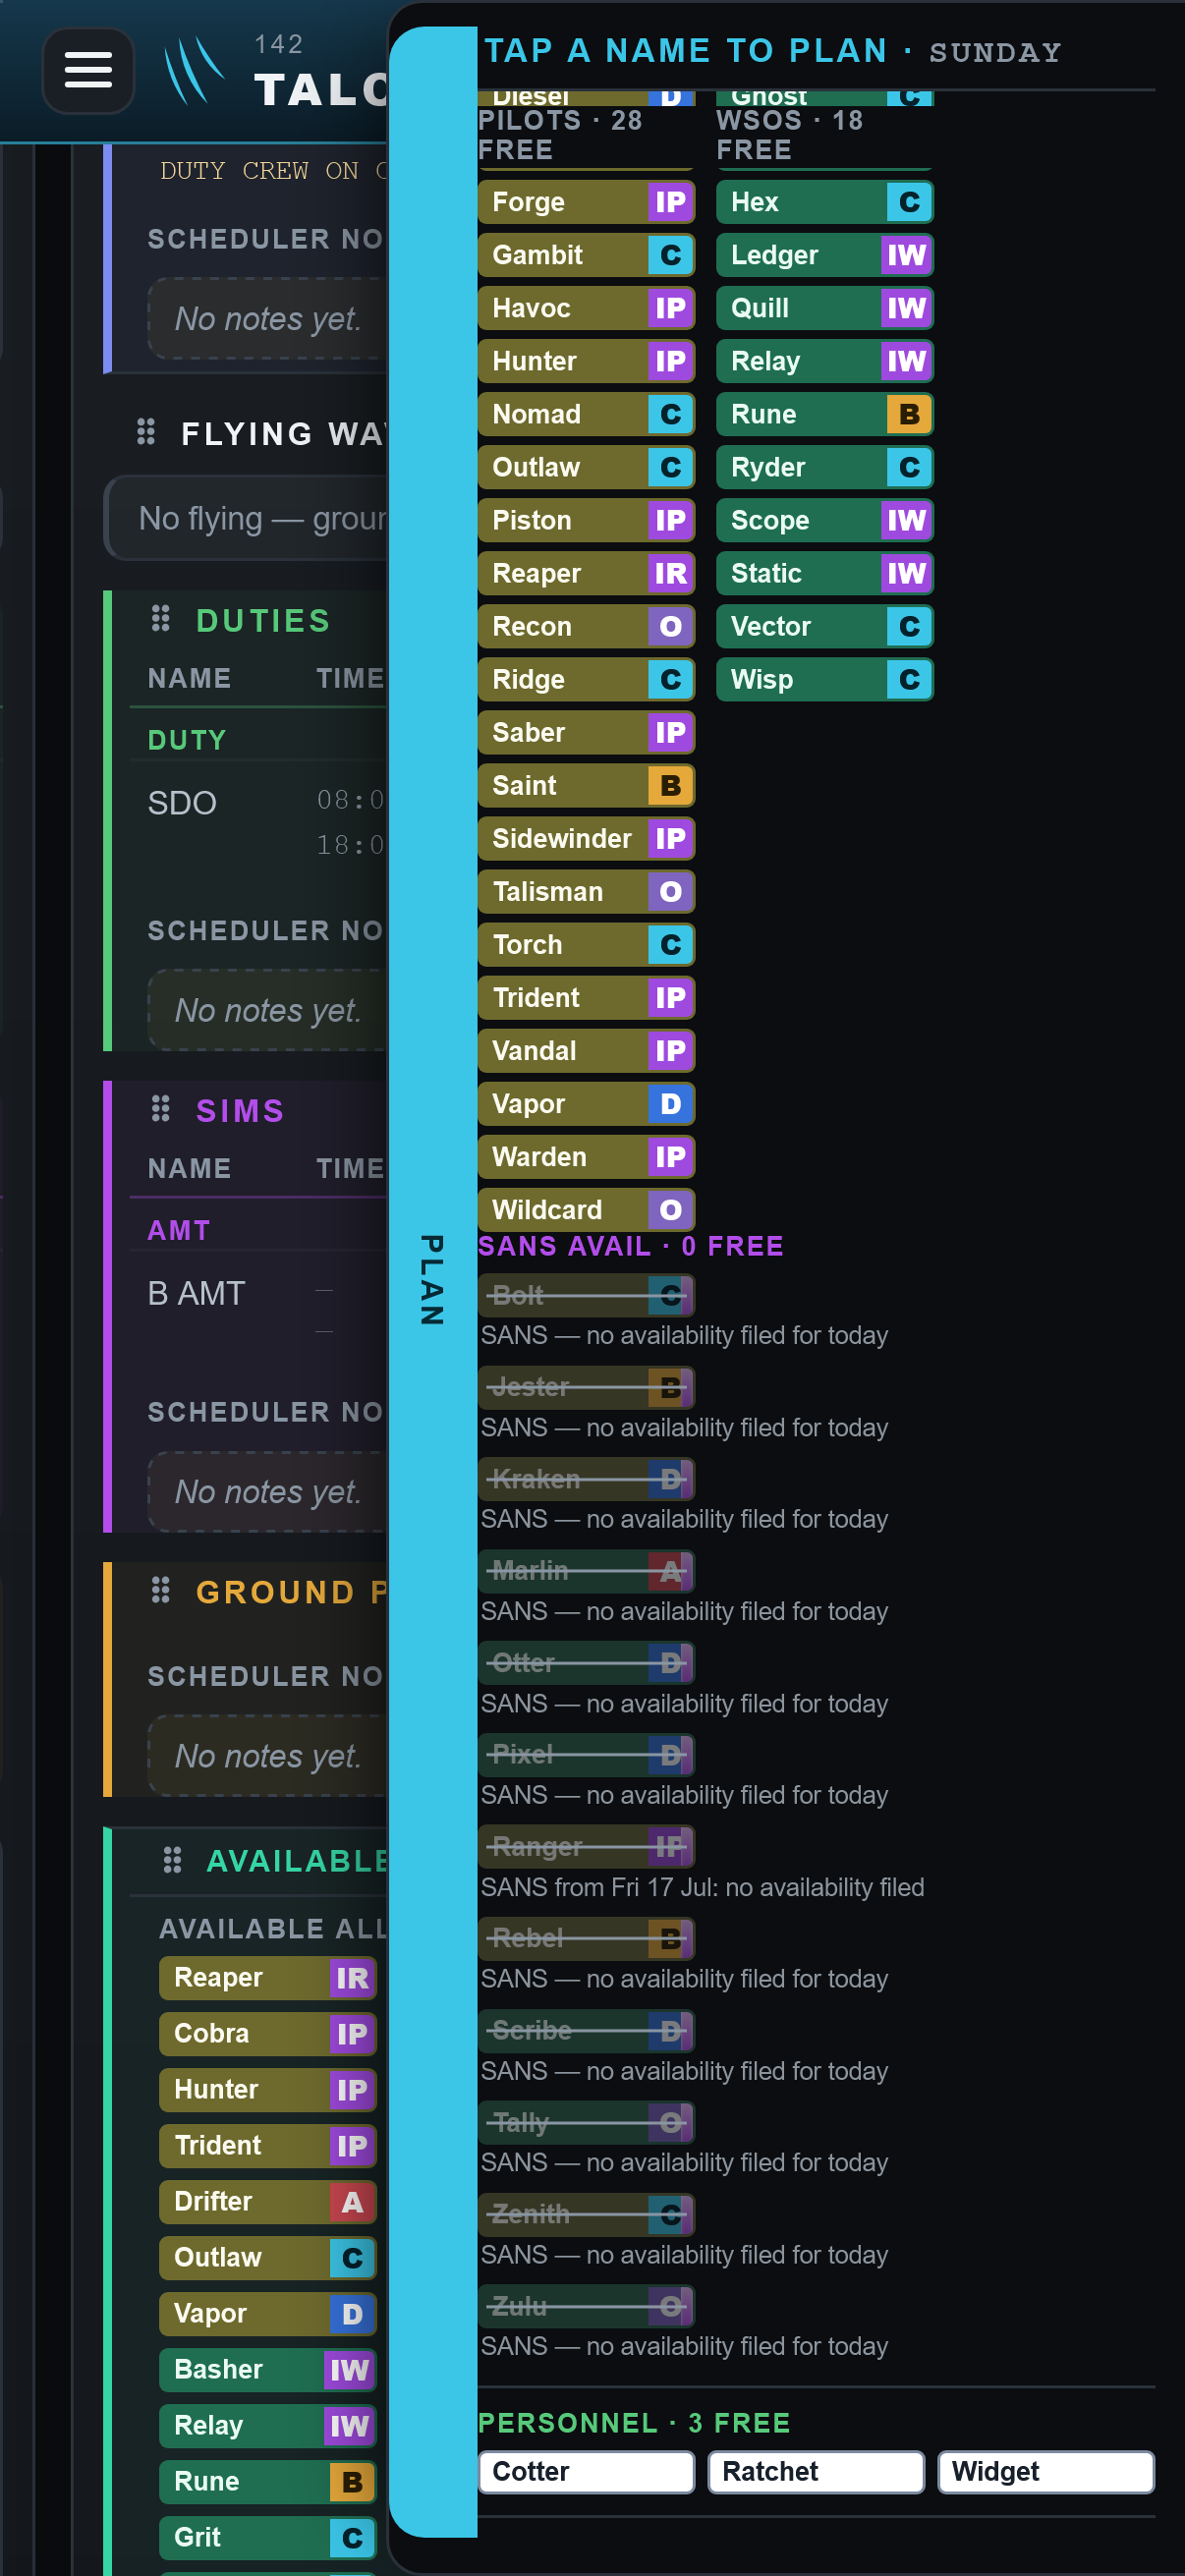 142
TALO
DUTY CREW ON C
SCHEDULER NO
No notes yet.
FLYING WA
No flying — groun
DUTIES
NAME TIME
DUTY
SDO 08:0
18:0
SCHEDULER NO
No notes yet.
SIMS
NAME TIME
AMT
B AMT —
—
SCHEDULER NO
No notes yet.
GROUND P
SCHEDULER NO
No notes yet.
AVAILABLE
AVAILABLE ALL
Reaper IR
Cobra IP
Hunter IP
Trident IP
Drifter A
Outlaw C
Vapor D
Basher IW
Relay IW
Rune B
Grit C
PLAN
TAP A NAME TO PLAN · SUNDAY
Diesel D
Ghost C
PILOTS · 28
FREE
WSOS · 18
FREE
Forge IP
Gambit C
Havoc IP
Hunter IP
Nomad C
Outlaw C
Piston IP
Reaper IR
Recon O
Ridge C
Saber IP
Saint B
Sidewinder IP
Talisman O
Torch C
Trident IP
Vandal IP
Vapor D
Warden IP
Wildcard O
Hex C
Ledger IW
Quill IW
Relay IW
Rune B
Ryder C
Scope IW
Static IW
Vector C
Wisp C
SANS AVAIL · 0 FREE
Bolt C
SANS — no availability filed for today
Jester B
SANS — no availability filed for today
Kraken D
SANS — no availability filed for today
Marlin A
SANS — no availability filed for today
Otter D
SANS — no availability filed for today
Pixel D
SANS — no availability filed for today
Ranger IP
SANS from Fri 17 Jul: no availability filed
Rebel B
SANS — no availability filed for today
Scribe D
SANS — no availability filed for today
Tally O
SANS — no availability filed for today
Zenith C
SANS — no availability filed for today
Zulu O
SANS — no availability filed for today
PERSONNEL · 3 FREE
Cotter
Ratchet
Widget